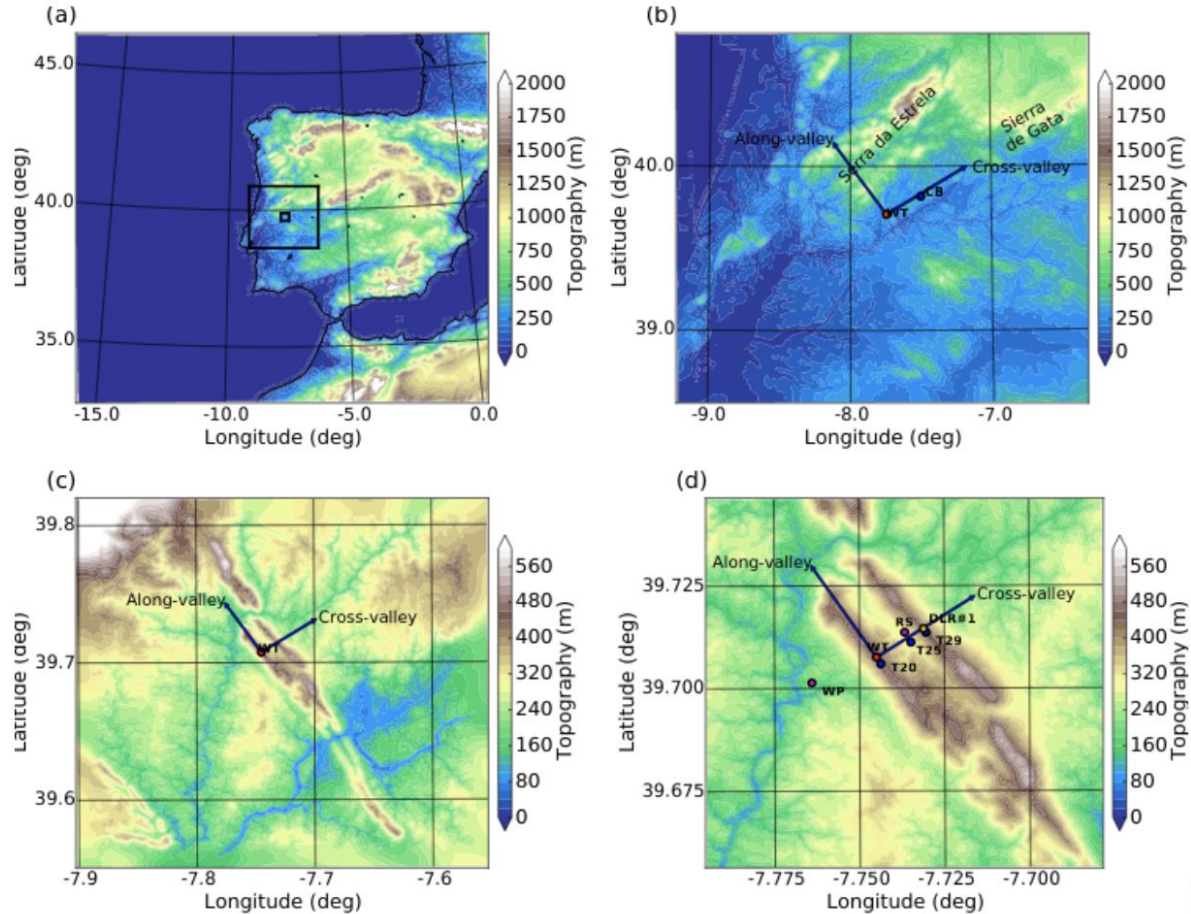 (a)
45.0
40.0
35.0
Latitude (deg)
-15.0
-10.0
-5.0
0.0
Longitude (deg)
2000
1750
1500
1250
1000
750
500
250
0
Topography (m)
(b)
40.0
39.0
Latitude (deg)
Along-valley
Serra da Estrela
Sierra
de Gata
Cross-valley
CB
WT
-9.0
-8.0
-7.0
Longitude (deg)
2000
1750
1500
1250
1000
750
500
250
0
Topography (m)
(c)
39.8
39.7
39.6
Latitude (deg)
Along-valley
Cross-valley
WT
-7.9
-7.8
-7.7
-7.6
Longitude (deg)
560
480
400
320
240
160
80
0
Topography (m)
(d)
39.725
39.700
39.675
Latitude (deg)
Along-valley
Cross-valley
RS
DLR#1
T29
WT
T25
T20
WP
-7.775
-7.750
-7.725
-7.700
Longitude (deg)
560
480
400
320
240
160
80
0
Topography (m)